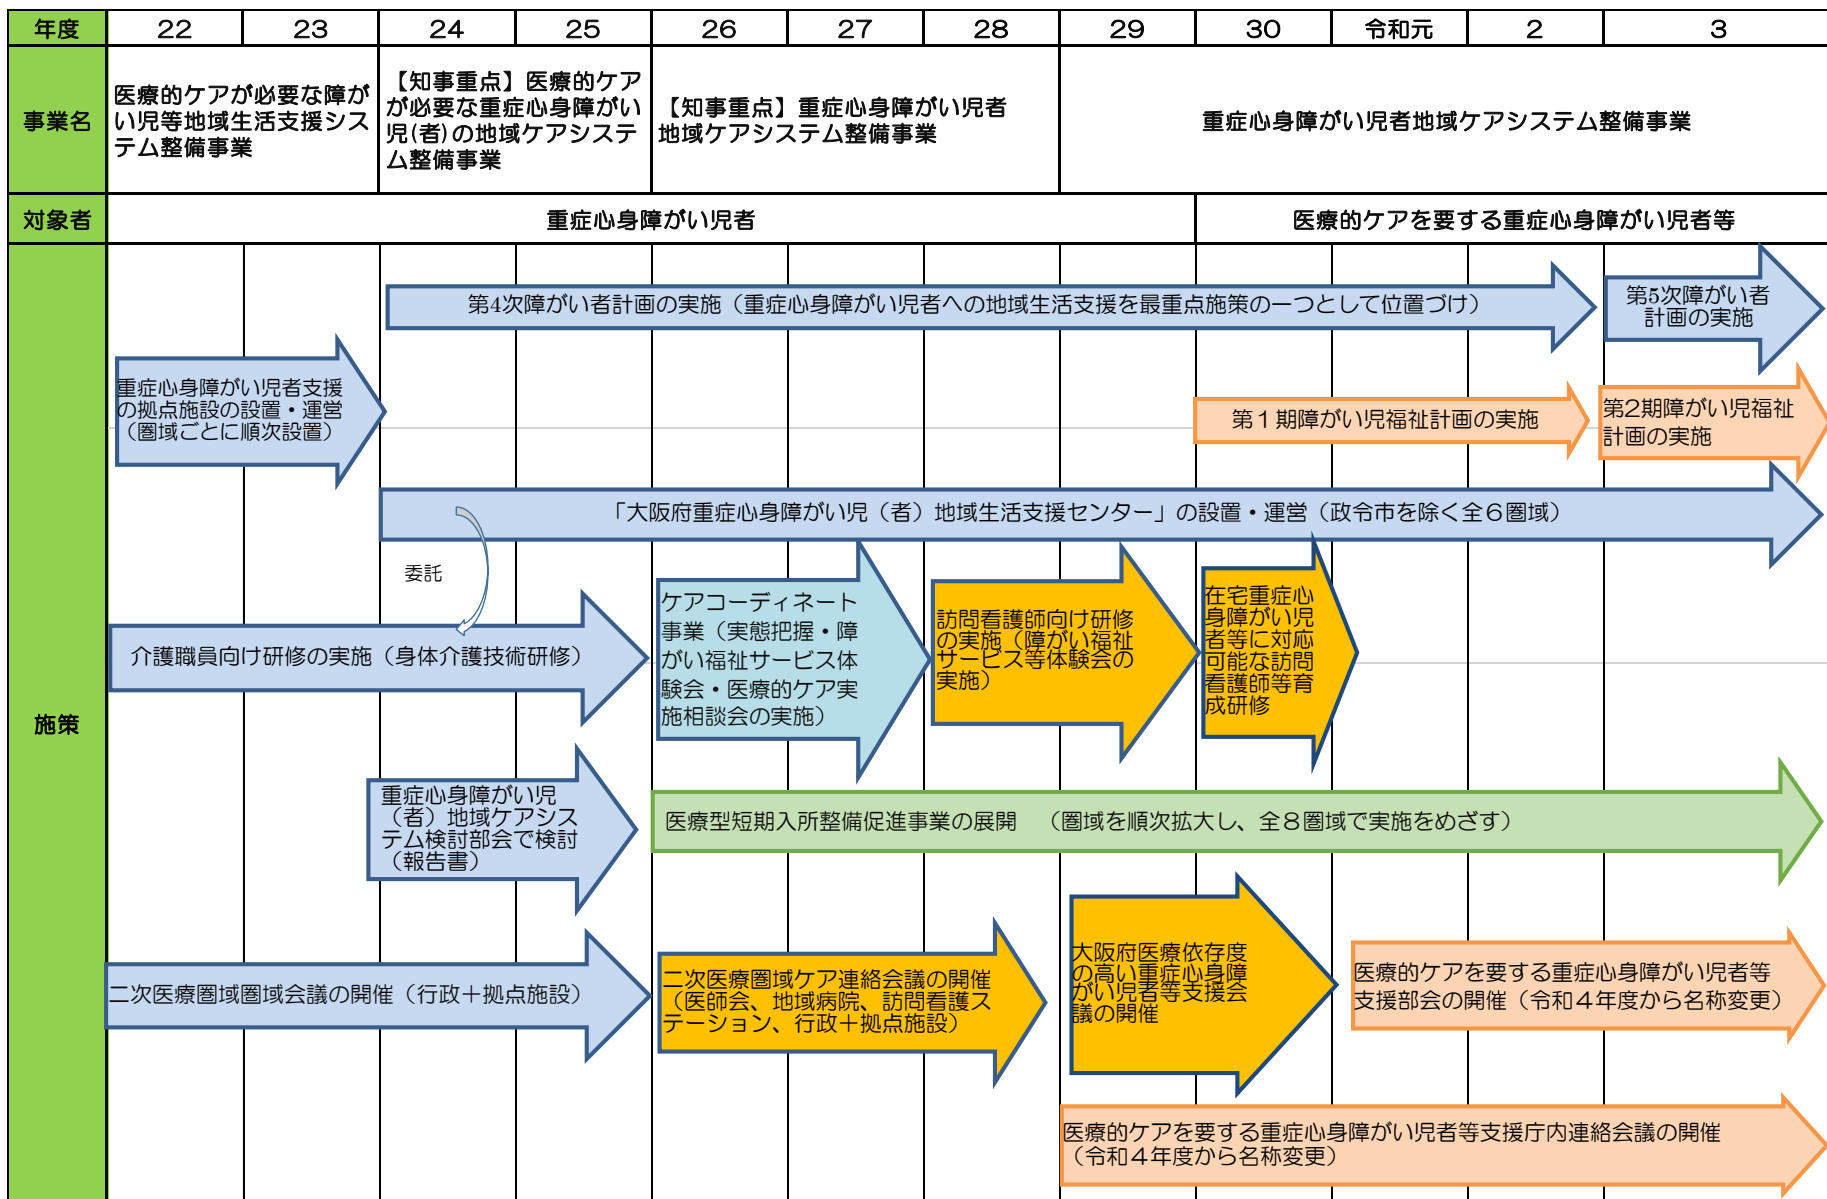 年度 22 23 24 25 26 27 28 29 30 令和元 2 3
事業名
医療的ケアが必要な障が
い児等地域生活支援シス
テム整備事業
【知事重点】医療的ケア
が必要な重症心身障がい
児(者)の地域ケアシステ
ム整備事業
【知事重点】重症心身障がい児者
地域ケアシステム整備事業
重症心身障がい児者地域ケアシステム整備事業
対象者
重症心身障がい児者
医療的ケアを要する重症心身障がい児者等
施策
第4次障がい者計画の実施（重症心身障がい児者への地域生活支援を最重点施策の一つとして位置づけ）
第5次障がい者
計画の実施
重症心身障がい児者支援
の拠点施設の設置・運営
（圏域ごとに順次設置）
第１期障がい児福祉計画の実施
第2期障がい児福祉
計画の実施
「大阪府重症心身障がい児（者）地域生活支援センター」の設置・運営（政令市を除く全６圏域）
委託
介護職員向け研修の実施（身体介護技術研修）
ケアコーディネート
事業（実態把握・障
がい福祉サービス体
験会・医療的ケア実
施相談会の実施）
訪問看護師向け研修
の実施（障がい福祉
サービス等体験会の
実施）
在宅重症心
身障がい児
者等に対応
可能な訪問
看護師等育
成研修
重症心身障がい児
（者）地域ケアシス
テム検討部会で検討
（報告書）
医療型短期入所整備促進事業の展開　（圏域を順次拡大し、全８圏域で実施をめざす）
二次医療圏域圏域会議の開催（行政＋拠点施設）
二次医療圏域ケア連絡会議の開催
（医師会、地域病院、訪問看護ス
テーション、行政＋拠点施設）
大阪府医療依存度
の高い重症心身障
がい児者等支援会
議の開催
医療的ケアを要する重症心身障がい児者等
支援部会の開催（令和４年度から名称変更）
医療的ケアを要する重症心身障がい児者等支援庁内連絡会議の開催
（令和４年度から名称変更）